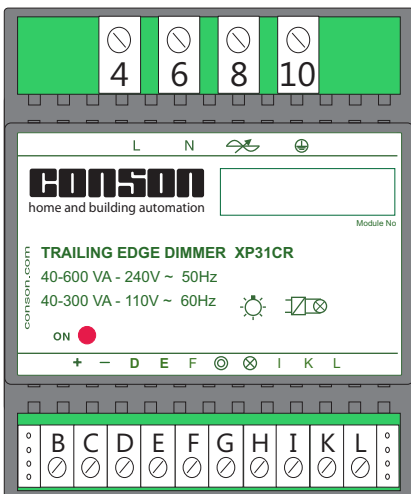 4 6 8 10
L N
conson
home and building automation
Module No
conson.com
TRAILING EDGE DIMMER XP31CR
40-600 VA - 240V ~ 50Hz
40-300 VA - 110V ~ 60Hz
ON
+ − D E F I K L
B C D E F G H I K L